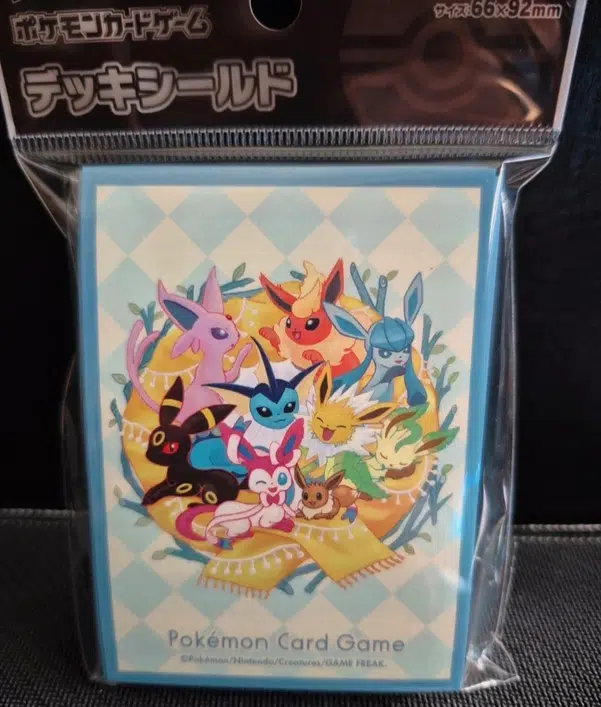 ポケモンカードゲーム
サイズ:66×92mm
デッキシールド
Pokémon Card Game
©Pokémon/Nintendo/Creatures/GAME FREAK.